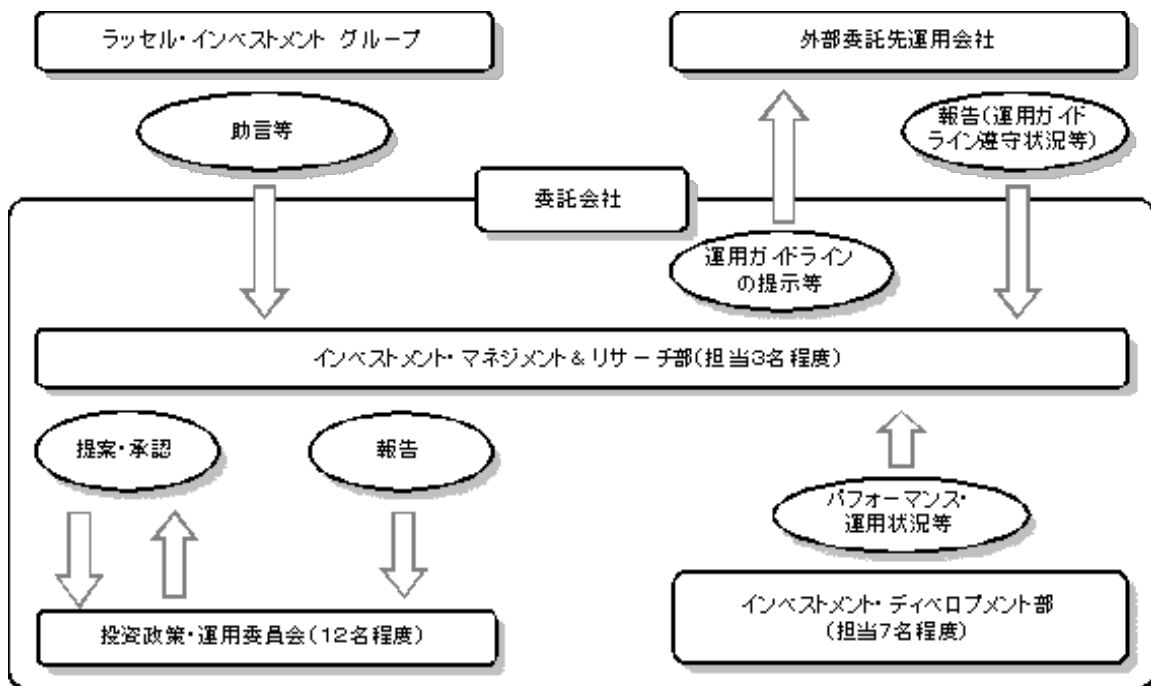 ラッセル・インベストメント グループ
外部委託先運用会社
助言等
報告(運用ガイド
ライン遵守状況等)
委託会社
運用ガイドライン
の提示等
インベストメント・マネジメント&リサーチ部(担当3名程度)
提案・承認
報告
パフォーマンス・
運用状況等
投資政策・運用委員会(12名程度)
インベストメント・ディベロプメント部
(担当7名程度)